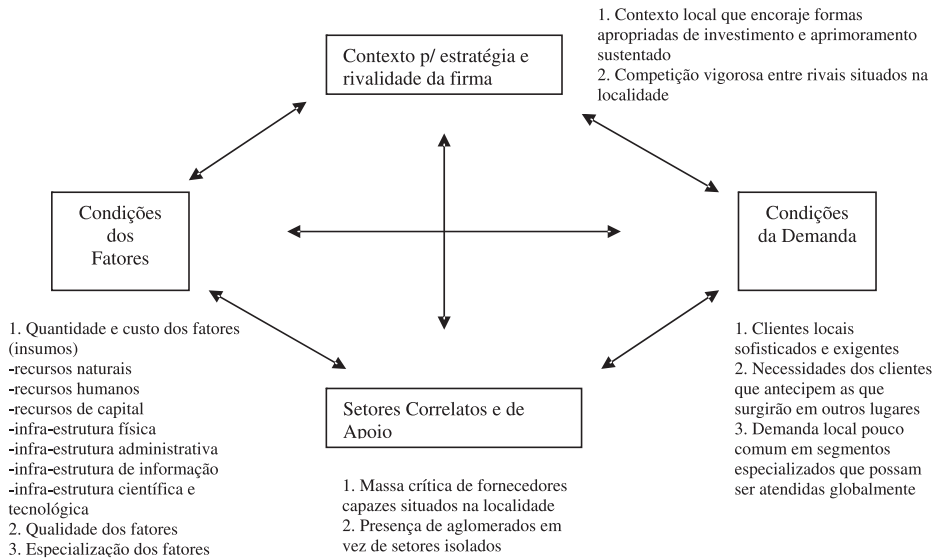 1. Contexto local que encoraje formas
apropriadas de investimento e aprimoramento
sustentado
2. Competição vigorosa entre rivais situados na
localidade
Contexto p/ estratégia e
rivalidade da firma
Condições
dos
Fatores
Condições
da Demanda
1. Quantidade e custo dos fatores
(insumos)
-recursos naturais
-recursos humanos
-recursos de capital
-infra-estrutura física
-infra-estrutura administrativa
-infra-estrutura de informação
-infra-estrutura científica e
tecnológica
2. Qualidade dos fatores
3. Especialização dos fatores
Setores Correlatos e de
Apoio
1. Massa crítica de fornecedores
capazes situados na localidade
2. Presença de aglomerados em
vez de setores isolados
1. Clientes locais
sofisticados e exigentes
2. Necessidades dos clientes
que antecipem as que
surgirão em outros lugares
3. Demanda local pouco
comum em segmentos
especializados que possam
ser atendidas globalmente